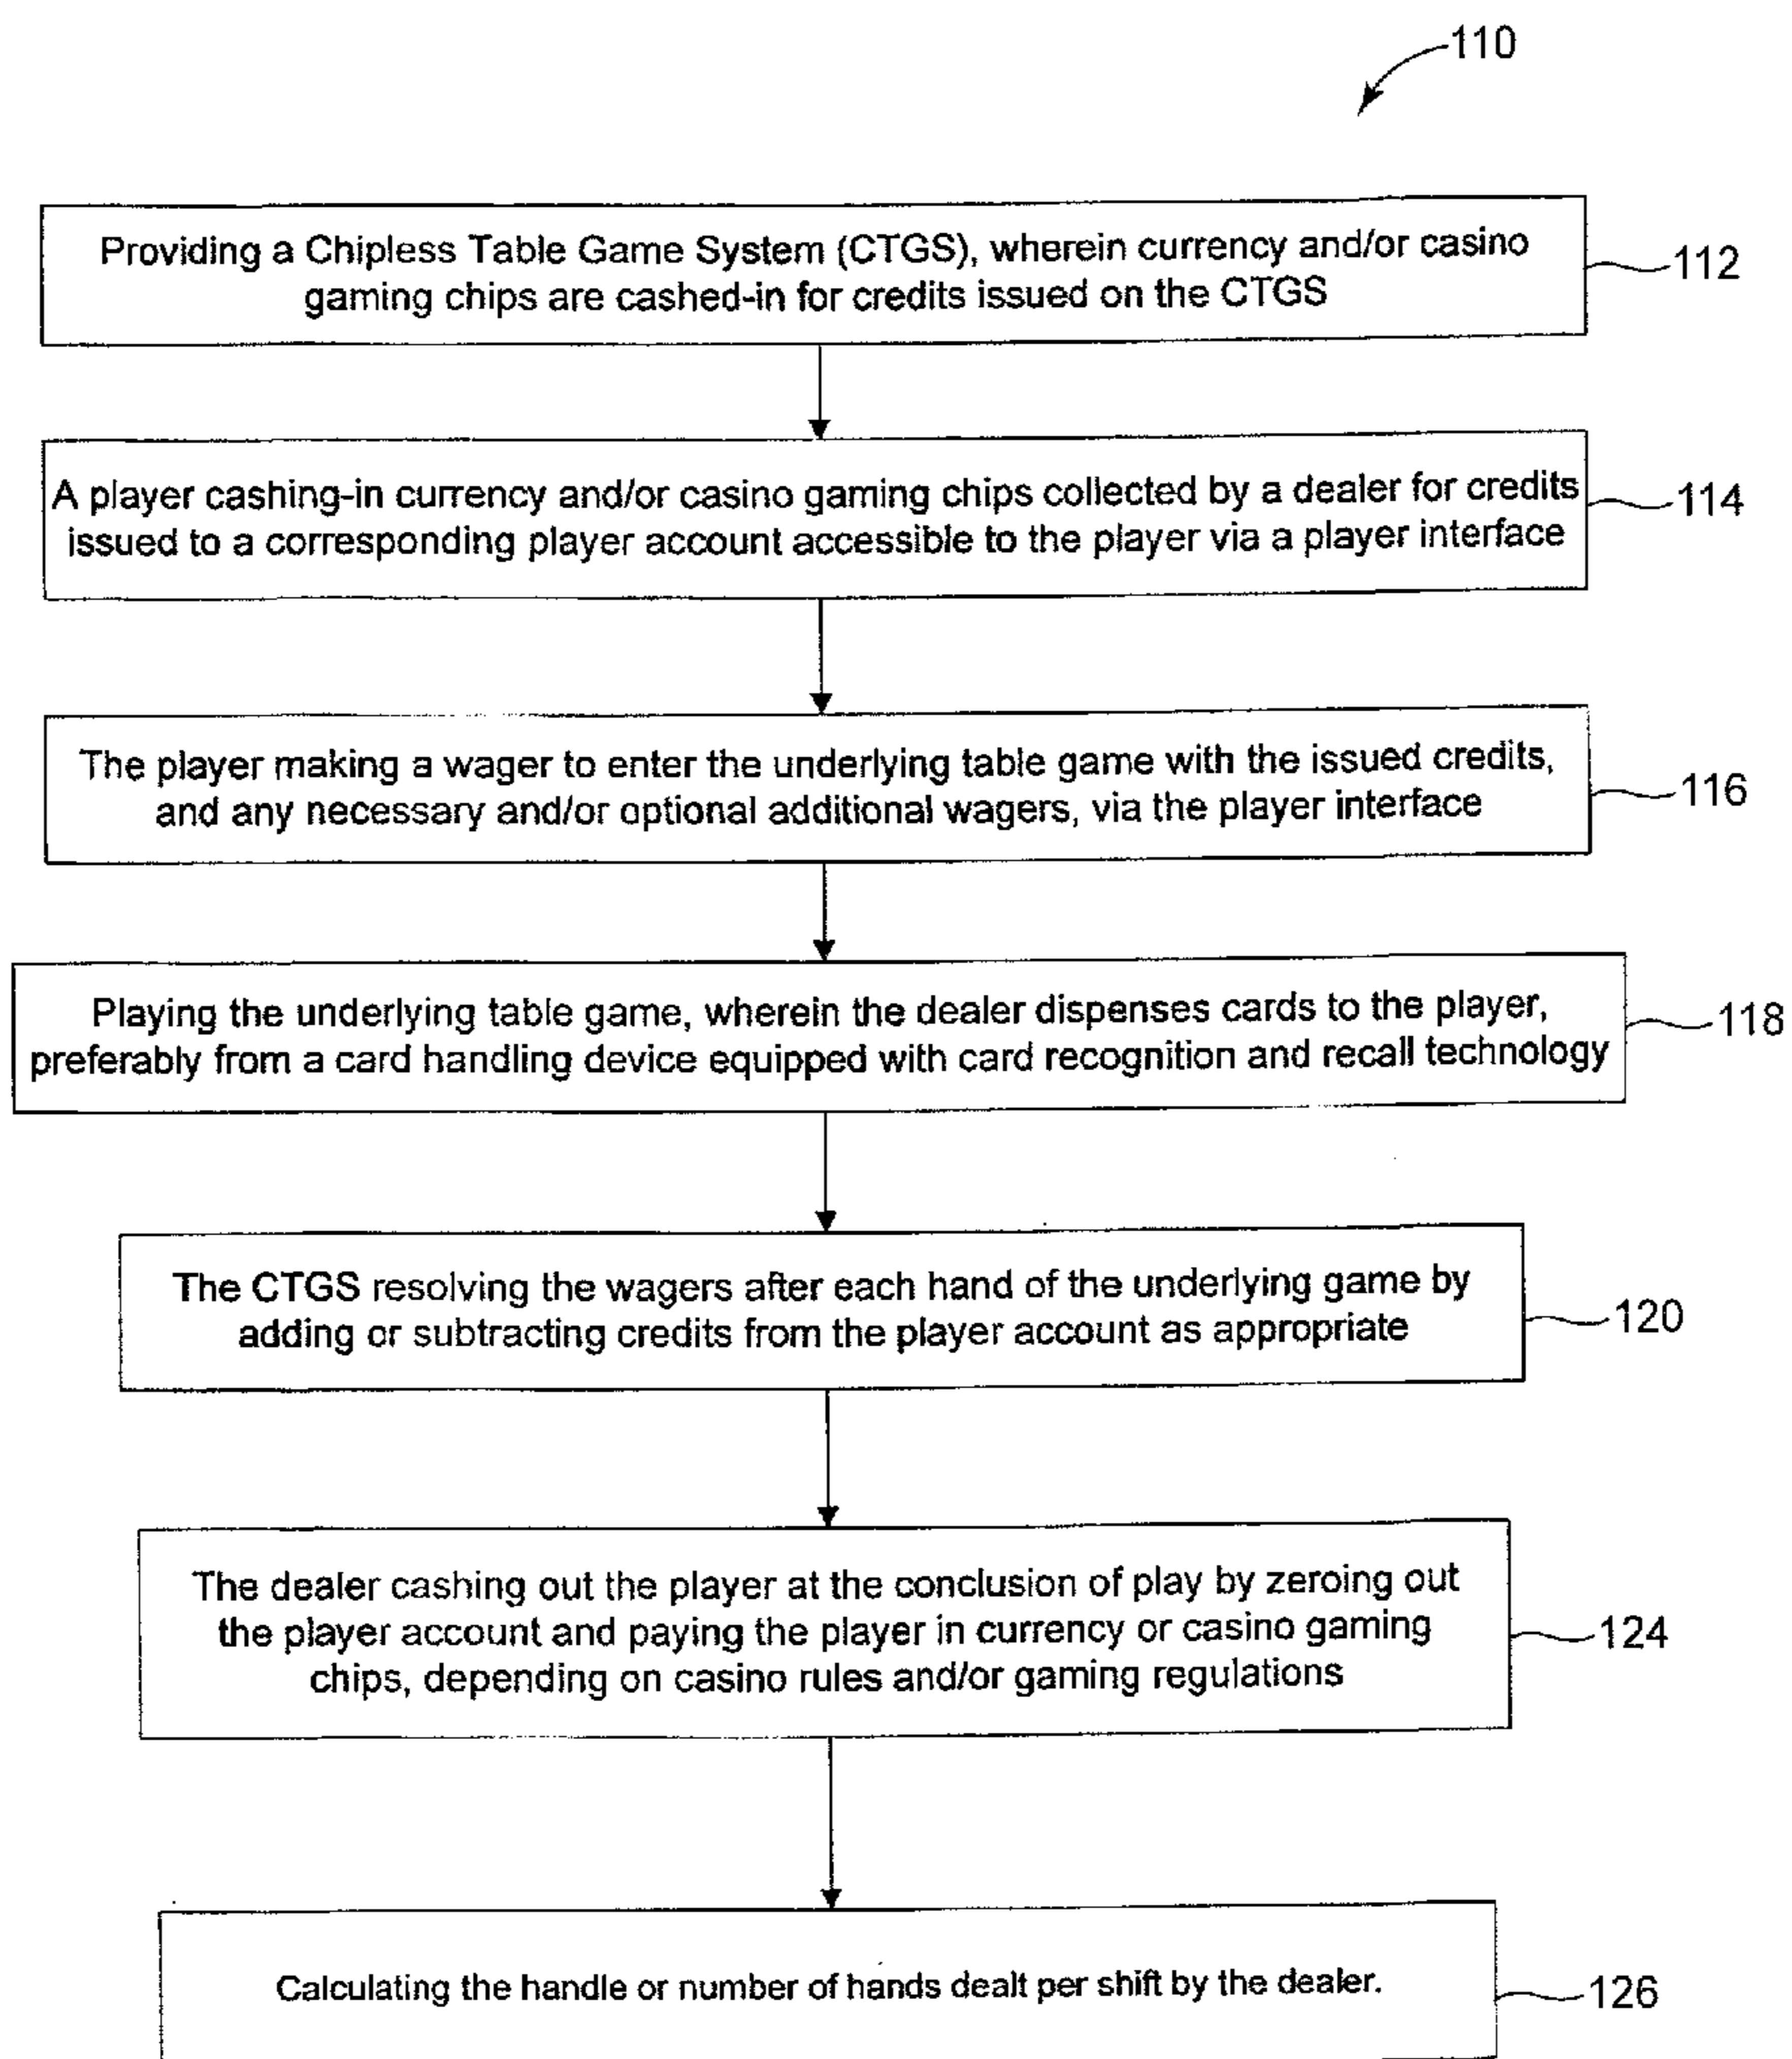 110
Providing a Chipless Table Game System (CTGS), wherein currency and/or casino
gaming chips are cashed-in for credits issued on the CTGS
112
A player cashing-in currency and/or casino gaming chips collected by a dealer for credits
issued to a corresponding player account accessible to the player via a player interface
114
The player making a wager to enter the underlying table game with the issued credits,
and any necessary and/or optional additional wagers, via the player interface
116
Playing the underlying table game, wherein the dealer dispenses cards to the player,
preferably from a card handling device equipped with card recognition and recall technology
118
The CTGS resolving the wagers after each hand of the underlying game by
adding or subtracting credits from the player account as appropriate
120
The dealer cashing out the player at the conclusion of play by zeroing out
the player account and paying the player in currency or casino gaming
chips, depending on casino rules and/or gaming regulations
124
Calculating the handle or number of hands dealt per shift by the dealer.
126